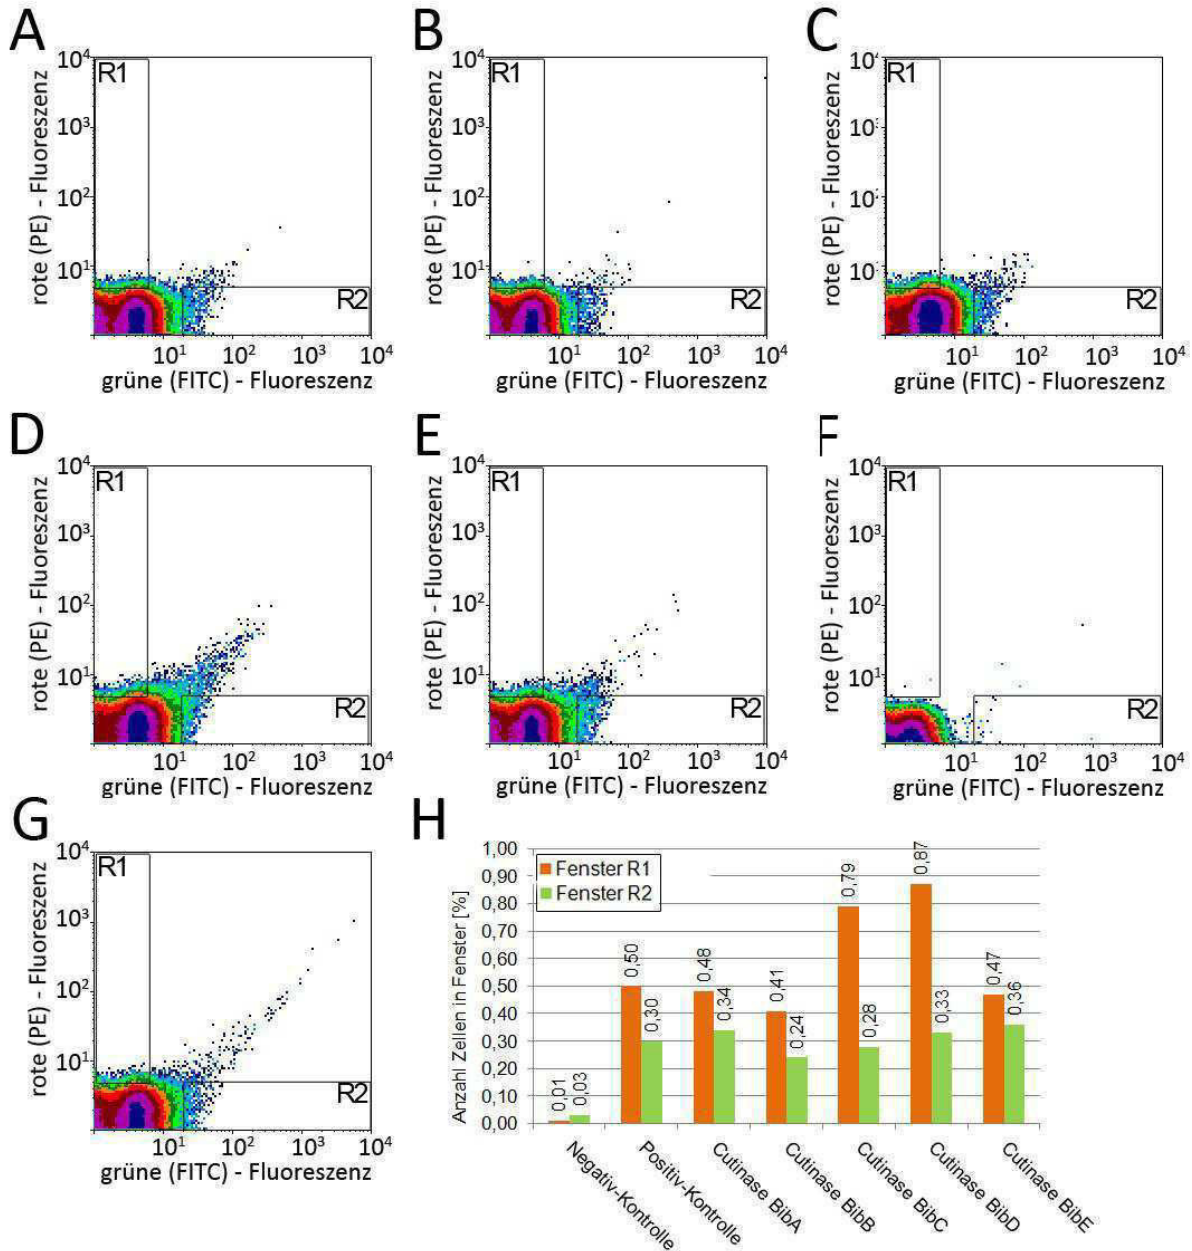 A
B
C
10⁴
10³
10²
10¹
R1
R2
rote (PE) - Fluoreszenz
10¹
10²
10³
10⁴
grüne (FITC) - Fluoreszenz
10⁴
10³
10²
10¹
R1
R2
rote (PE) - Fluoreszenz
10¹
10²
10³
10⁴
grüne (FITC) - Fluoreszenz
R1
R2
rote (PE) - Fluoreszenz
10¹
10²
10³
10⁴
grüne (FITC) - Fluoreszenz
D
E
F
10⁴
10³
10²
10¹
R1
R2
rote (PE) - Fluoreszenz
10¹
10²
10³
10⁴
grüne (FITC) - Fluoreszenz
10⁴
10³
10²
10¹
R1
R2
rote (PE) - Fluoreszenz
10¹
10²
10³
10⁴
grüne (FITC) - Fluoreszenz
10⁴
10³
10²
10¹
R1
R2
rote (PE) - Fluoreszenz
10¹
10²
10³
10⁴
grüne (FITC) - Fluoreszenz
G
H
10⁴
10³
10²
10¹
R1
R2
rote (PE) - Fluoreszenz
10¹
10²
10³
10⁴
grüne (FITC) - Fluoreszenz
Anzahl Zellen in Fenster [%]
1,00
0,90
0,80
0,70
0,60
0,50
0,40
0,30
0,20
0,10
0,00
Fenster R1
Fenster R2
0,01
0,03
0,50
0,30
0,48
0,34
0,41
0,24
0,79
0,28
0,87
0,33
0,47
0,36
Negativ-Kontrolle
Positiv-Kontrolle
Cutinase BibA
Cutinase BibB
Cutinase BibC
Cutinase BibD
Cutinase BibE